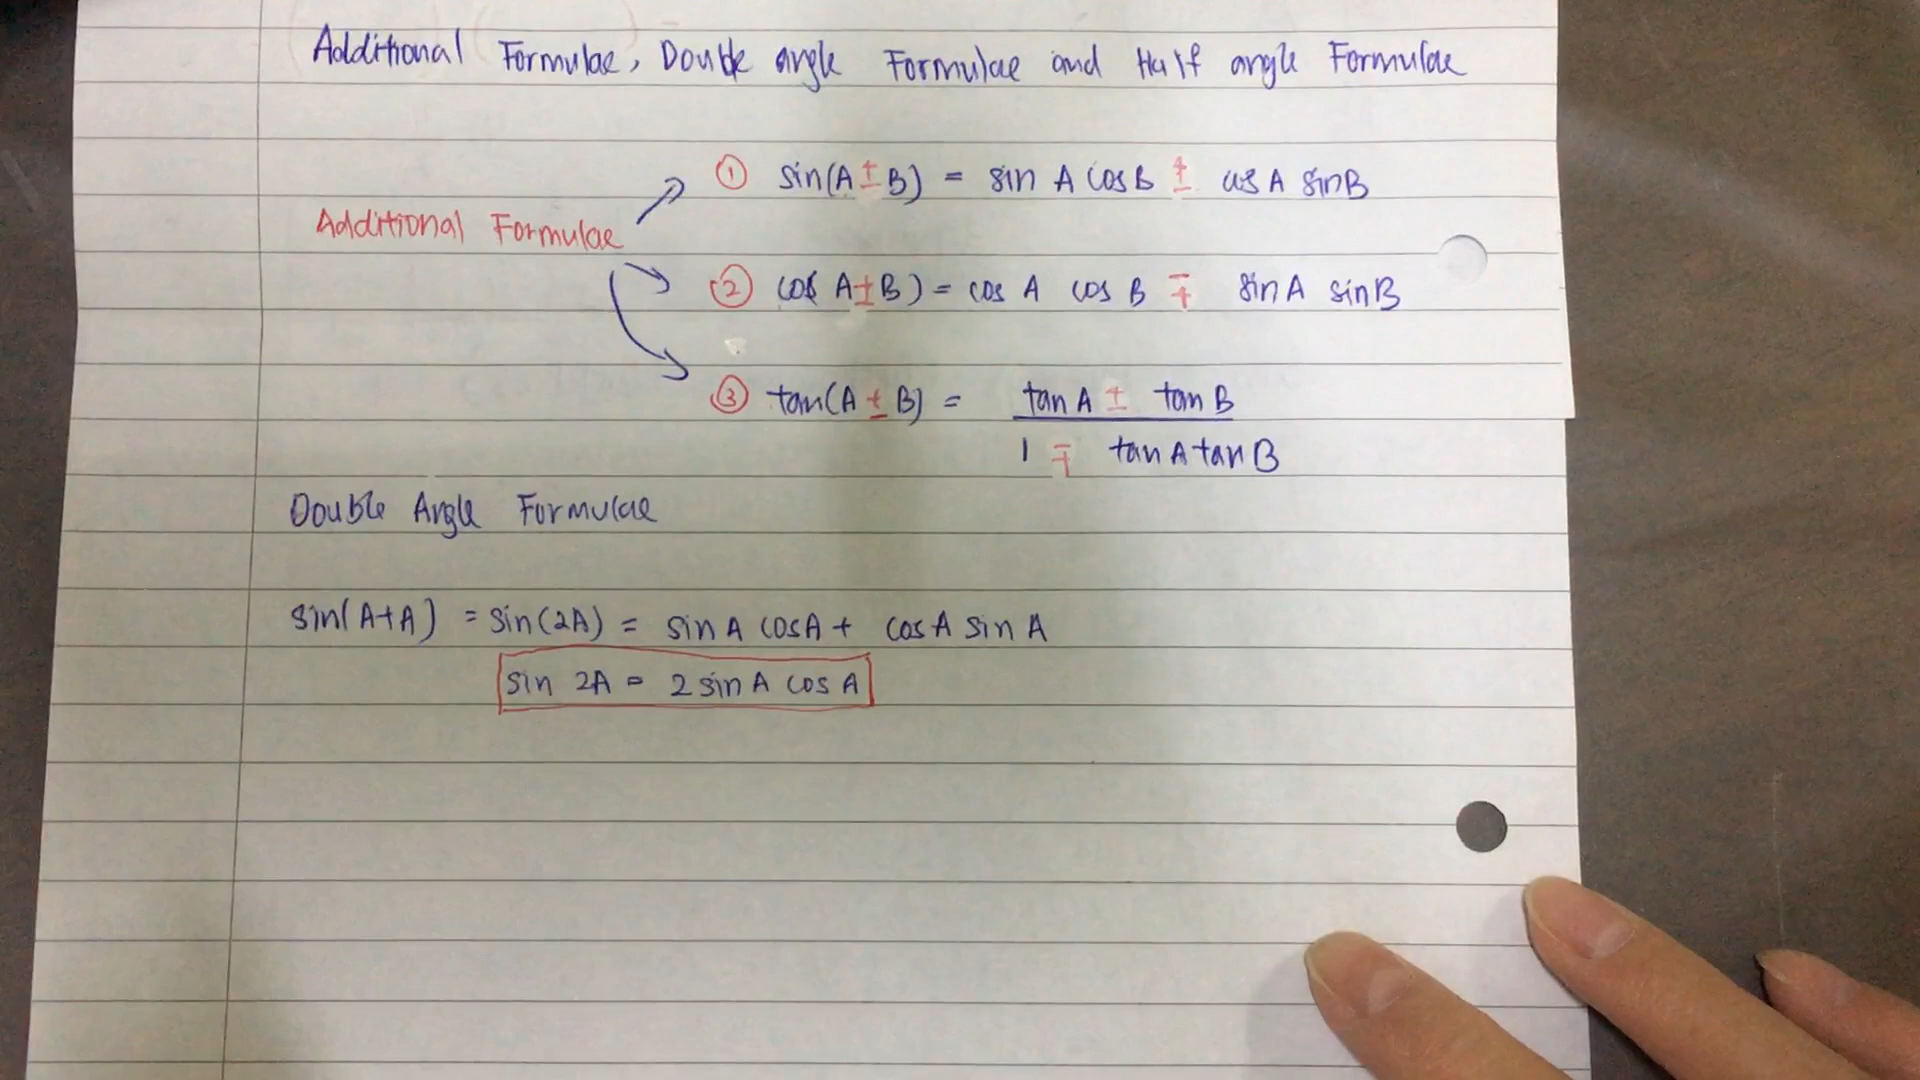 Additional Formulae, Double angle Formulae and Half angle Formulae
① sin(A ± B) = sin A cos B ± cos A sin B
Additional Formulae
② cos(A ± B) = cos A cos B ∓ sin A sin B
③ tan(A ± B) = tan A ± tan B
1 ∓ tan A tan B
Double Angle Formulae
sin(A+A) = sin(2A) = sin A cos A + cos A sin A
sin 2A = 2 sin A cos A